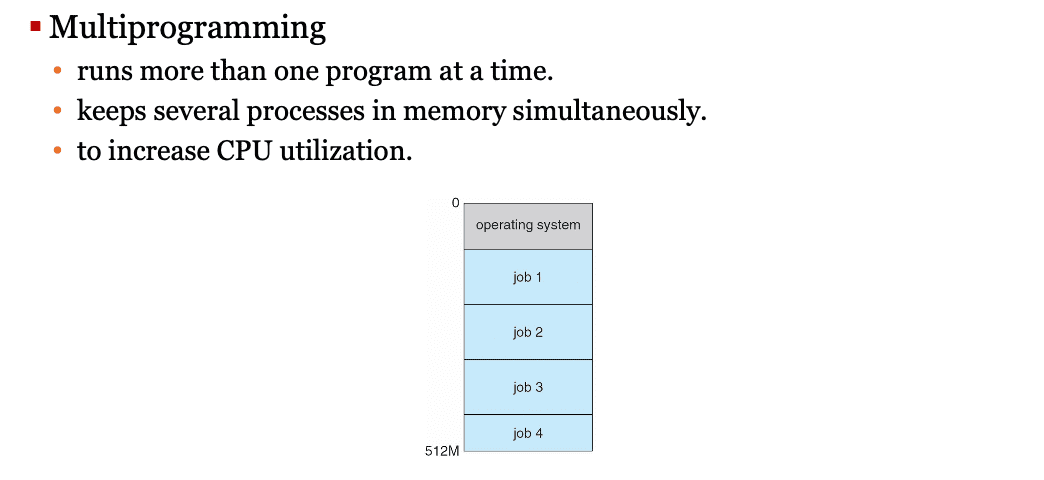 Multiprogramming
runs more than one program at a time.
keeps several processes in memory simultaneously.
to increase CPU utilization.
0
operating system
job 1
job 2
job 3
job 4
512M